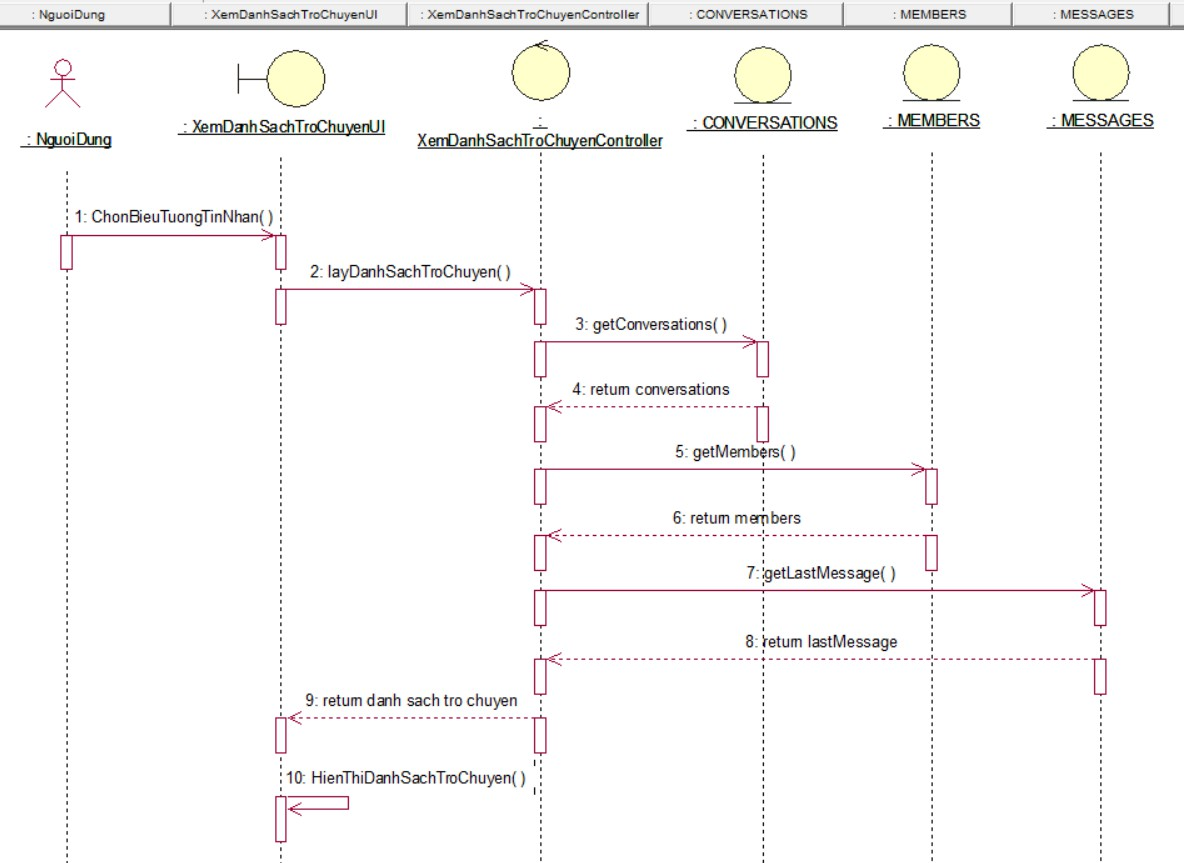 : NguoiDung
: XemDanhSachTroChuyenUI
: XemDanhSachTroChuyenController
: CONVERSATIONS
: MEMBERS
: MESSAGES
: NguoiDung
: XemDanhSachTroChuyenUI
:
XemDanhSachTroChuyenController
: CONVERSATIONS
: MEMBERS
: MESSAGES
1: ChonBieuTuongTinNhan( )
2: layDanhSachTroChuyen( )
3: getConversations( )
4: return conversations
5: getMembers( )
6: return members
7: getLastMessage( )
8: return lastMessage
9: return danh sach tro chuyen
10: HienThiDanhSachTroChuyen( )